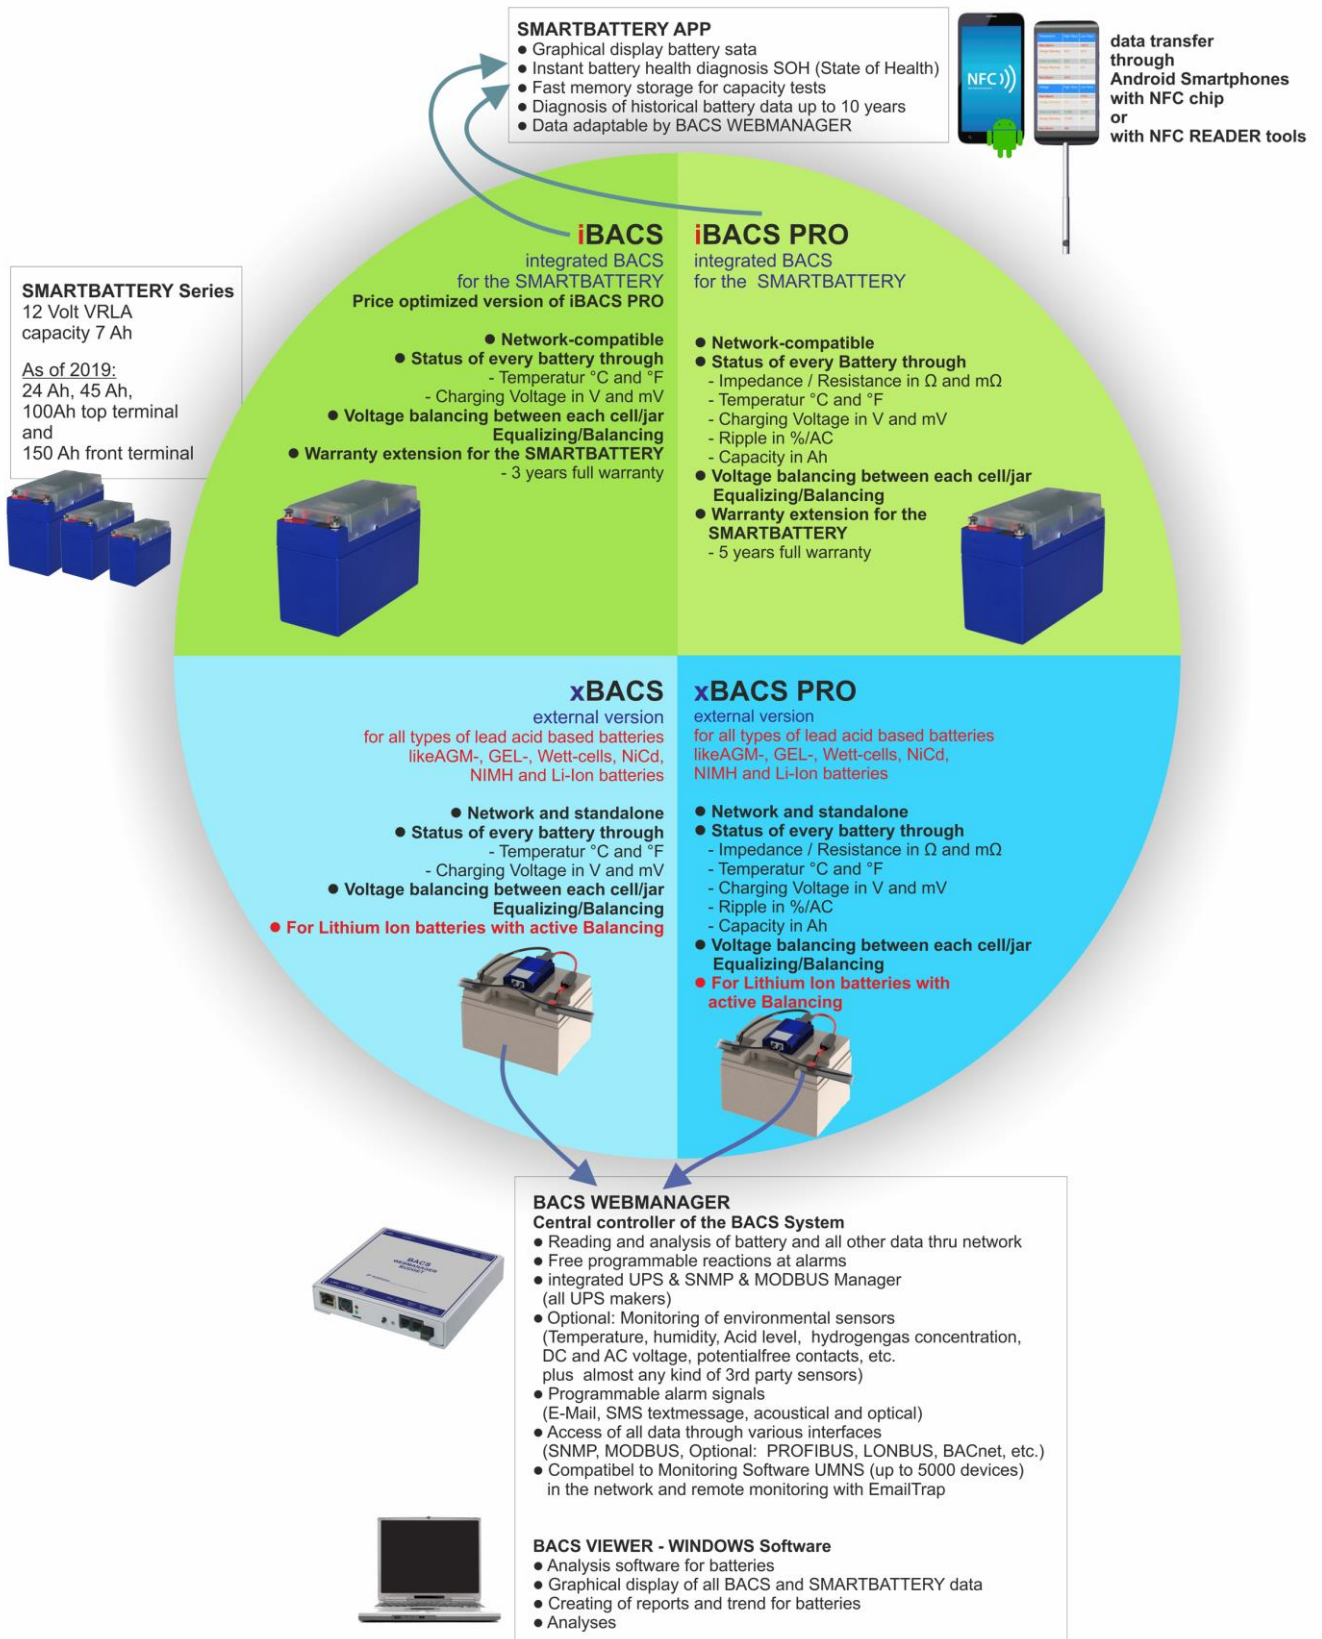 SMARTBATTERY APP
● Graphical display battery sata
● Instant battery health diagnosis SOH (State of Health)
● Fast memory storage for capacity tests
● Diagnosis of historical battery data up to 10 years
● Data adaptable by BACS WEBMANAGER
NFC
data transfer
through
Android Smartphones
with NFC chip
or
with NFC READER tools
SMARTBATTERY Series
12 Volt VRLA
capacity 7 Ah
As of 2019:
24 Ah, 45 Ah,
100Ah top terminal
and
150 Ah front terminal
iBACS
integrated BACS
for the SMARTBATTERY
Price optimized version of iBACS PRO
● Network-compatible
● Status of every battery through
- Temperatur °C and °F
- Charging Voltage in V and mV
● Voltage balancing between each cell/jar
Equalizing/Balancing
● Warranty extension for the SMARTBATTERY
- 3 years full warranty
iBACS PRO
integrated BACS
for the SMARTBATTERY
● Network-compatible
● Status of every Battery through
- Impedance / Resistance in Ω and mΩ
- Temperatur °C and °F
- Charging Voltage in V and mV
- Ripple in %/AC
- Capacity in Ah
● Voltage balancing between each cell/jar
Equalizing/Balancing
● Warranty extension for the
SMARTBATTERY
- 5 years full warranty
xBACS
external version
for all types of lead acid based batteries
likeAGM-, GEL-, Wett-cells, NiCd,
NIMH and Li-Ion batteries
● Network and standalone
● Status of every battery through
- Temperatur °C and °F
- Charging Voltage in V and mV
● Voltage balancing between each cell/jar
Equalizing/Balancing
● For Lithium Ion batteries with active Balancing
xBACS PRO
external version
for all types of lead acid based batteries
likeAGM-, GEL-, Wett-cells, NiCd,
NIMH and Li-Ion batteries
● Network and standalone
● Status of every battery through
- Impedance / Resistance in Ω and mΩ
- Temperatur °C and °F
- Charging Voltage in V and mV
- Ripple in %/AC
- Capacity in Ah
● Voltage balancing between each cell/jar
Equalizing/Balancing
● For Lithium Ion batteries with
active Balancing
BACS
WEBMANAGER
BUDGET
BACS WEBMANAGER
Central controller of the BACS System
● Reading and analysis of battery and all other data thru network
● Free programmable reactions at alarms
● integrated UPS & SNMP & MODBUS Manager
(all UPS makers)
● Optional: Monitoring of environmental sensors
(Temperature, humidity, Acid level, hydrogengas concentration,
DC and AC voltage, potentialfree contacts, etc.
plus almost any kind of 3rd party sensors)
● Programmable alarm signals
(E-Mail, SMS textmessage, acoustical and optical)
● Access of all data through various interfaces
(SNMP, MODBUS, Optional: PROFIBUS, LONBUS, BACnet, etc.)
● Compatibel to Monitoring Software UMNS (up to 5000 devices)
in the network and remote monitoring with EmailTrap
BACS VIEWER - WINDOWS Software
● Analysis software for batteries
● Graphical display of all BACS and SMARTBATTERY data
● Creating of reports and trend for batteries
● Analyses